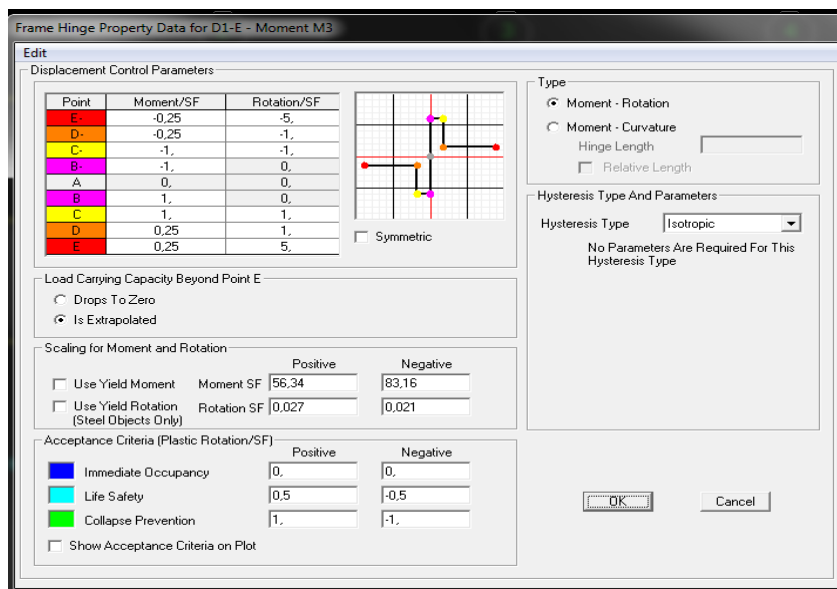 Frame Hinge Property Data for D1-E - Moment M3
Edit
Displacement Control Parameters
Point Moment/SF Rotation/SF
E- -0,25 -5,
D- -0,25 -1,
C- -1, -1,
B- -1, 0,
A 0, 0,
B 1, 0,
C 1, 1,
D 0,25 1,
E 0,25 5,
Symmetric
Load Carrying Capacity Beyond Point E
Drops To Zero
Is Extrapolated
Scaling for Moment and Rotation
Positive Negative
Use Yield Moment Moment SF 56,34 83,16
Use Yield Rotation Rotation SF 0,027 0,021
(Steel Objects Only)
Acceptance Criteria (Plastic Rotation/SF)
Positive Negative
Immediate Occupancy 0, 0,
Life Safety 0,5 -0,5
Collapse Prevention 1, -1,
Show Acceptance Criteria on Plot
Type
Moment - Rotation
Moment - Curvature
Hinge Length
Relative Length
Hysteresis Type And Parameters
Hysteresis Type Isotropic
No Parameters Are Required For This
Hysteresis Type
OK Cancel